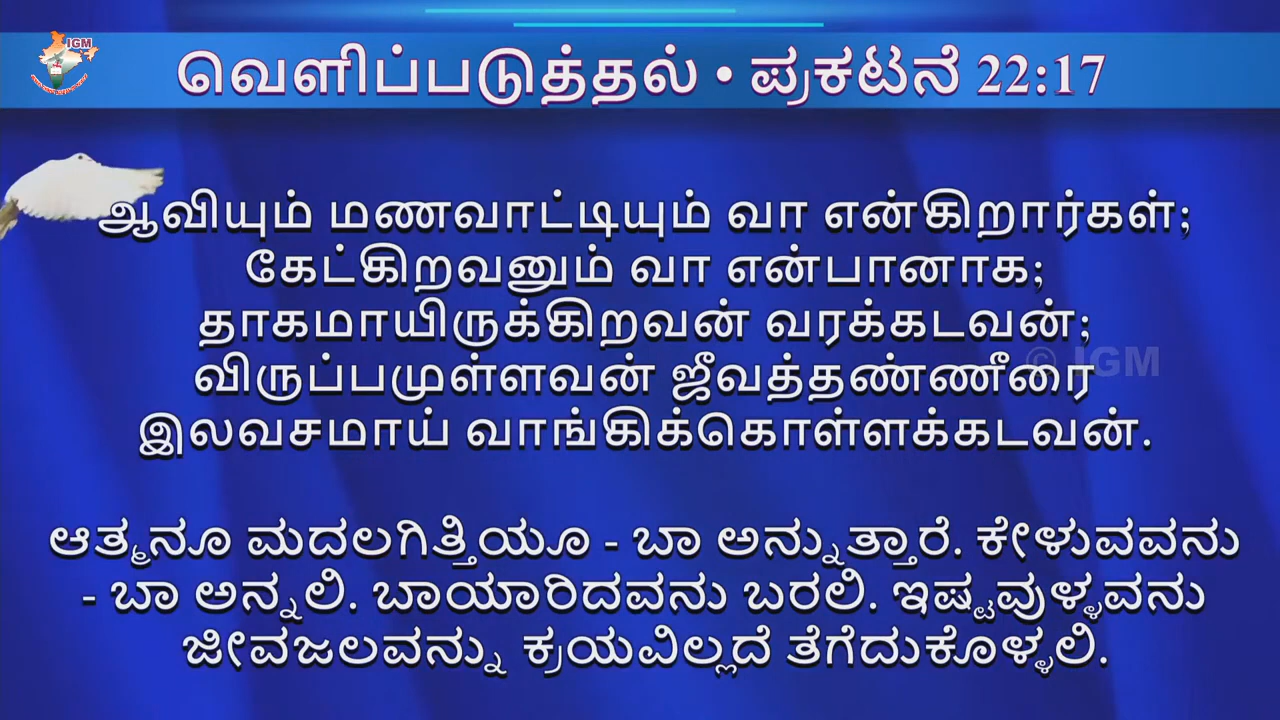 IGM
வெளிப்படுத்தல் • ಪ್ರಕಟನೆ 22:17
ஆவியும் மணவாட்டியும் வா என்கிறார்கள்;
கேட்கிறவனும் வா என்பானாக;
தாகமாயிருக்கிறவன் வரக்கடவன்;
© IGM
விருப்பமுள்ளவன் ஜீவத்தண்ணீரை
இலவசமாய் வாங்கிக்கொள்ளக்கடவன்.
ಆತ್ಮನೂ ಮದಲಗಿತ್ತಿಯೂ - ಬಾ ಅನ್ನುತ್ತಾರೆ. ಕೇಳುವವನು
- ಬಾ ಅನ್ನಲಿ. ಬಾಯಾರಿದವನು ಬರಲಿ. ಇಷ್ಟವುಳ್ಳವನು
ಜೀವಜಲವನ್ನು ಕ್ರಯವಿಲ್ಲದೆ ತೆಗೆದುಕೊಳ್ಳಲಿ.